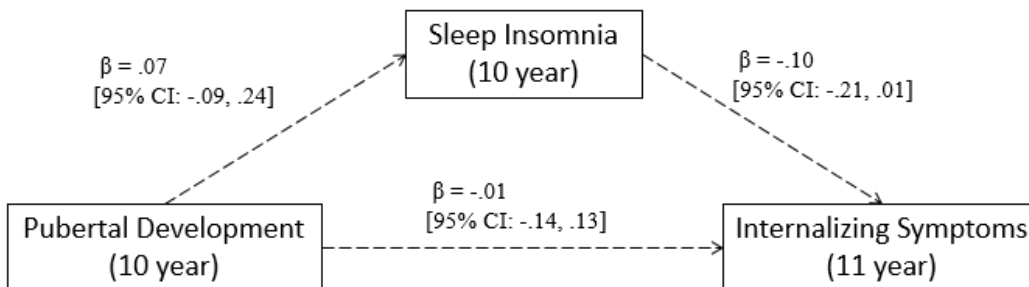 Sleep Insomnia
(10 year)
β = .07
[95% CI: -.09, .24]
β = -.10
[95% CI: -.21, .01]
β = -.01
[95% CI: -.14, .13]
Pubertal Development
(10 year)
Internalizing Symptoms
(11 year)